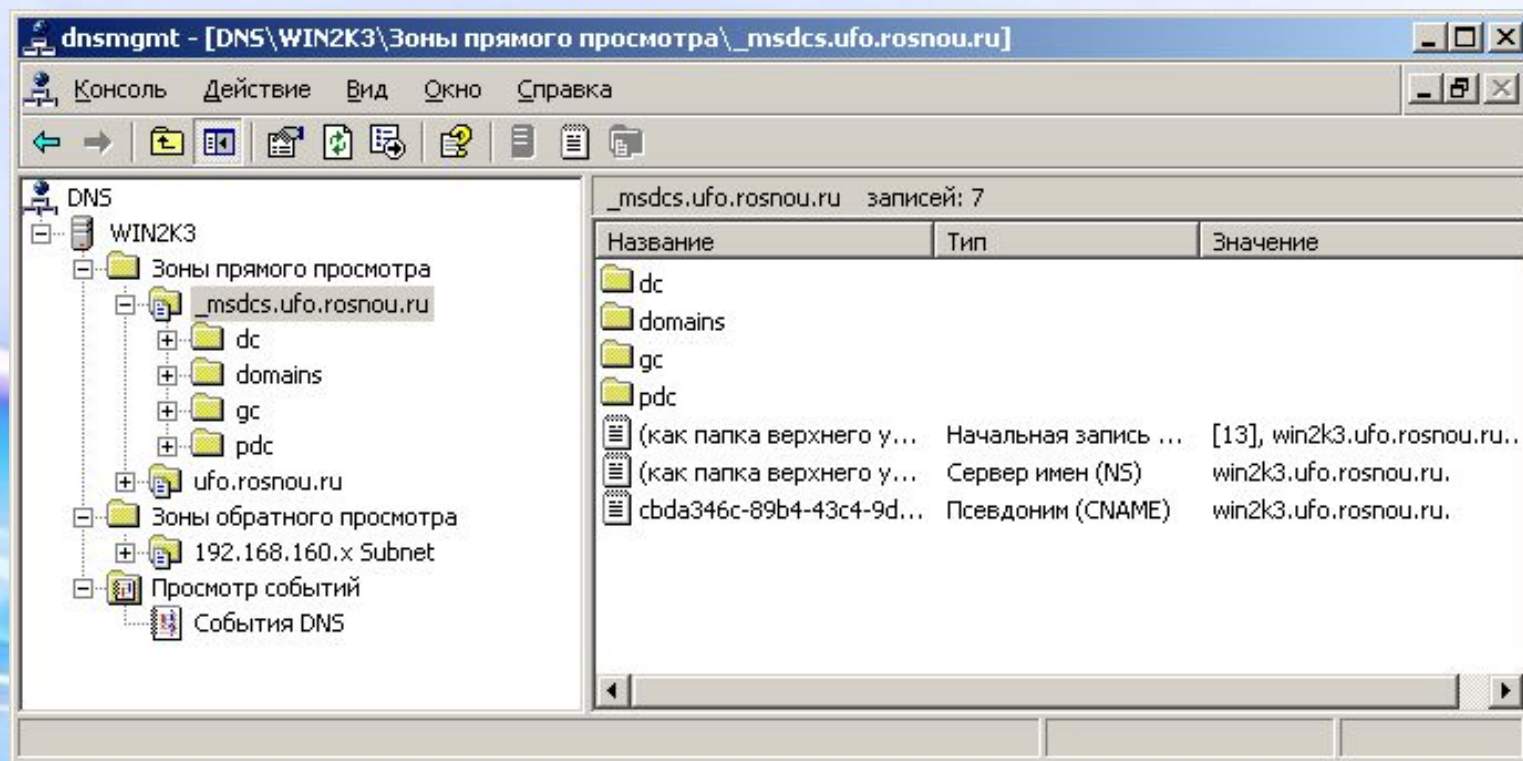 dnsmgmt - [DNS\WIN2K3\Зоны прямого просмотра\_msdcs.ufo.rosnou.ru]
Консоль Действие Вид Окно Справка
DNS
WIN2K3
Зоны прямого просмотра
_msdcs.ufo.rosnou.ru
dc
domains
gc
pdc
ufo.rosnou.ru
Зоны обратного просмотра
192.168.160.x Subnet
Просмотр событий
События DNS
_msdcs.ufo.rosnou.ru записей: 7
Название Тип Значение
dc
domains
gc
pdc
(как папка верхнего у... Начальная запись ... [13], win2k3.ufo.rosnou.ru..
(как папка верхнего у... Сервер имен (NS) win2k3.ufo.rosnou.ru.
cbda346c-89b4-43c4-9d... Псевдоним (CNAME) win2k3.ufo.rosnou.ru.